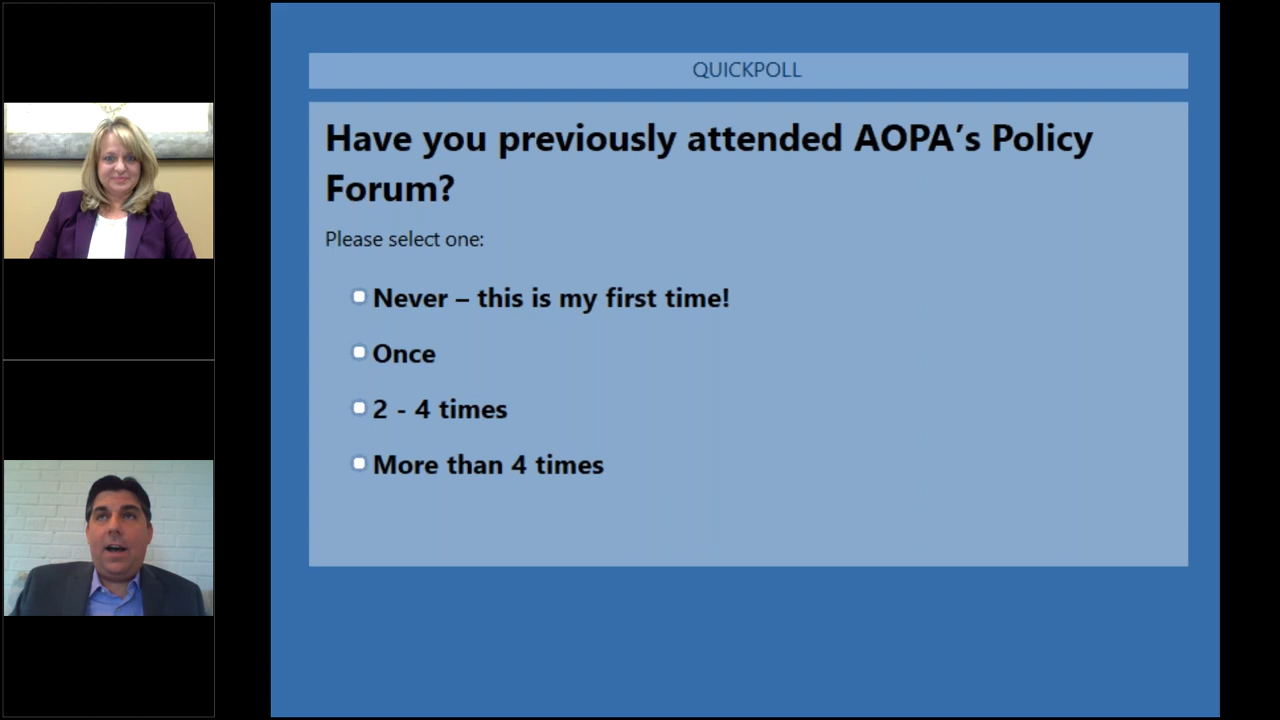 QUICKPOLL
Have you previously attended AOPA’s Policy
Forum?
Please select one:
Never – this is my first time!
Once
2 - 4 times
More than 4 times